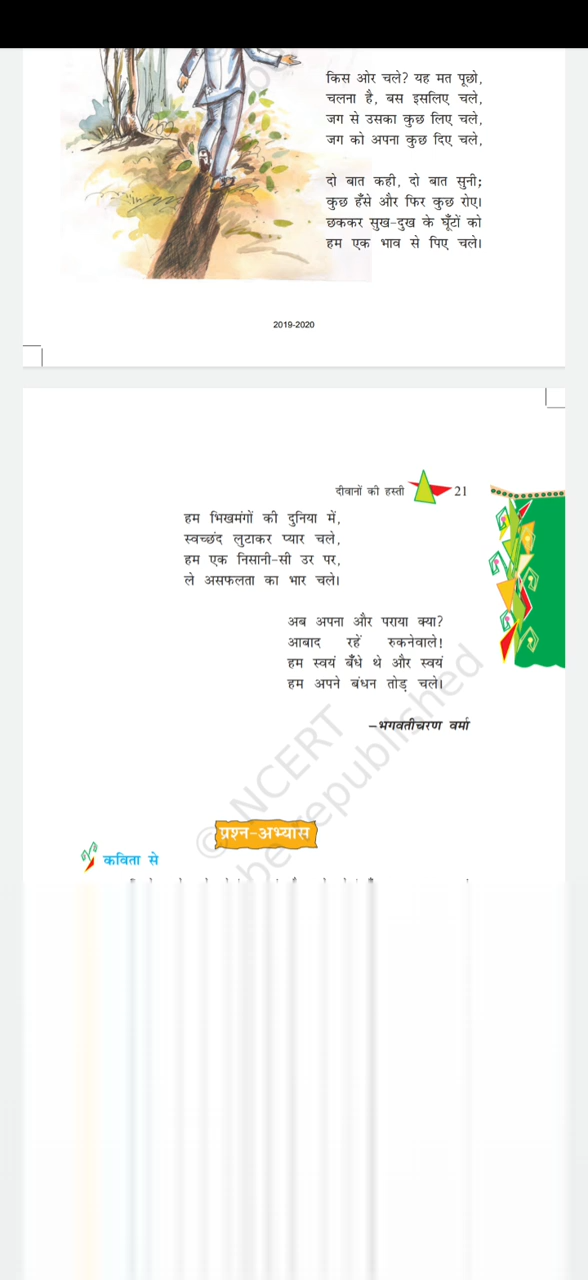 किस ओर चले? यह मत पूछो,
चलना है, बस इसलिए चले,
जग से उसका कुछ लिए चले,
जग को अपना कुछ दिए चले,
दो बात कही, दो बात सुनी;
कुछ हँसे और फिर कुछ रोए।
छककर सुख-दुख के घूँटों को
हम एक भाव से पिए चले।
2019-2020
दीवानों की हस्ती 21
हम भिखमंगों की दुनिया में,
स्वच्छंद लुटाकर प्यार चले,
हम एक निसानी-सी उर पर,
ले असफलता का भार चले।
अब अपना और पराया क्या?
आबाद रहें रुकनेवाले!
हम स्वयं बँधे थे और स्वयं
हम अपने बंधन तोड़ चले।
–भगवतीचरण वर्मा
© NCERT
be republished
प्रश्न-अभ्यास
कविता से